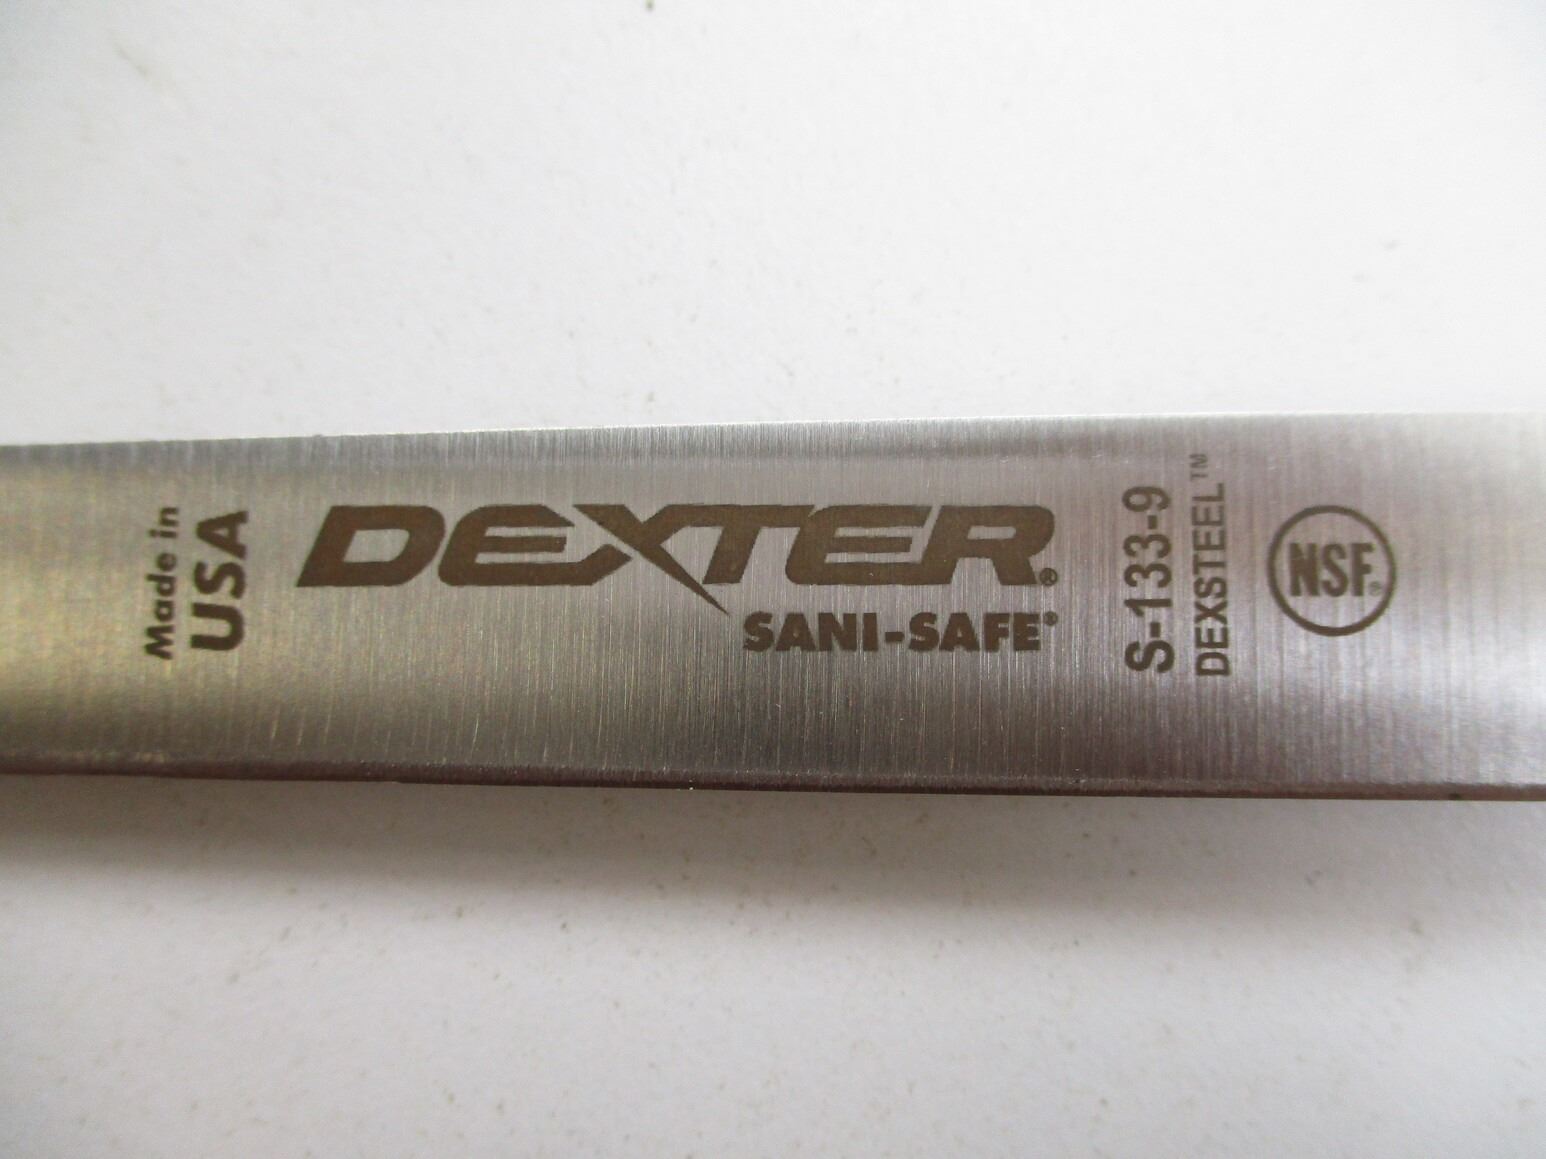 Made in
USA
DEXTER®
SANI-SAFE®
S-133-9
DEXSTEEL™
NSF®